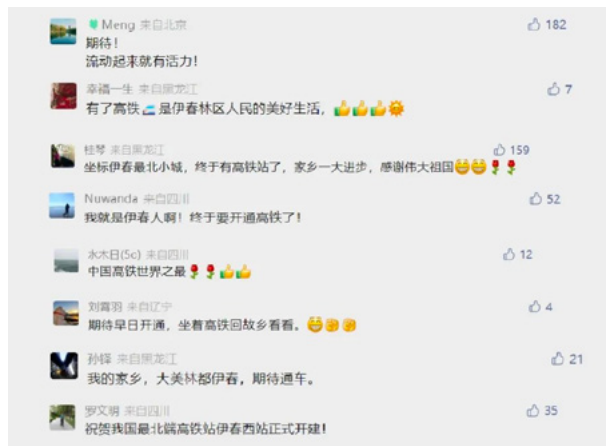 Meng 来自北京 182
期待！
流动起来就有活力！
幸福一生 来自黑龙江 7
有了高铁🚄是伊春林区人民的美好生活，👍👍👍🌞
桂琴 来自黑龙江 159
坐标伊春最北小城，终于有高铁站了，家乡一大进步，感谢伟大祖国😁😁🌹🌹
Nuwanda 来自四川 52
我就是伊春人啊！终于要开通高铁了！
水木日(5c) 来自四川 12
中国高铁世界之最🌹🌹👍👍
刘霄羽 来自辽宁 4
期待早日开通，坐着高铁回故乡看看。😁👊👊
孙铎 来自黑龙江 21
我的家乡，大美林都伊春，期待通车。
罗文明 来自四川 35
祝贺我国最北端高铁站伊春西站正式开建！